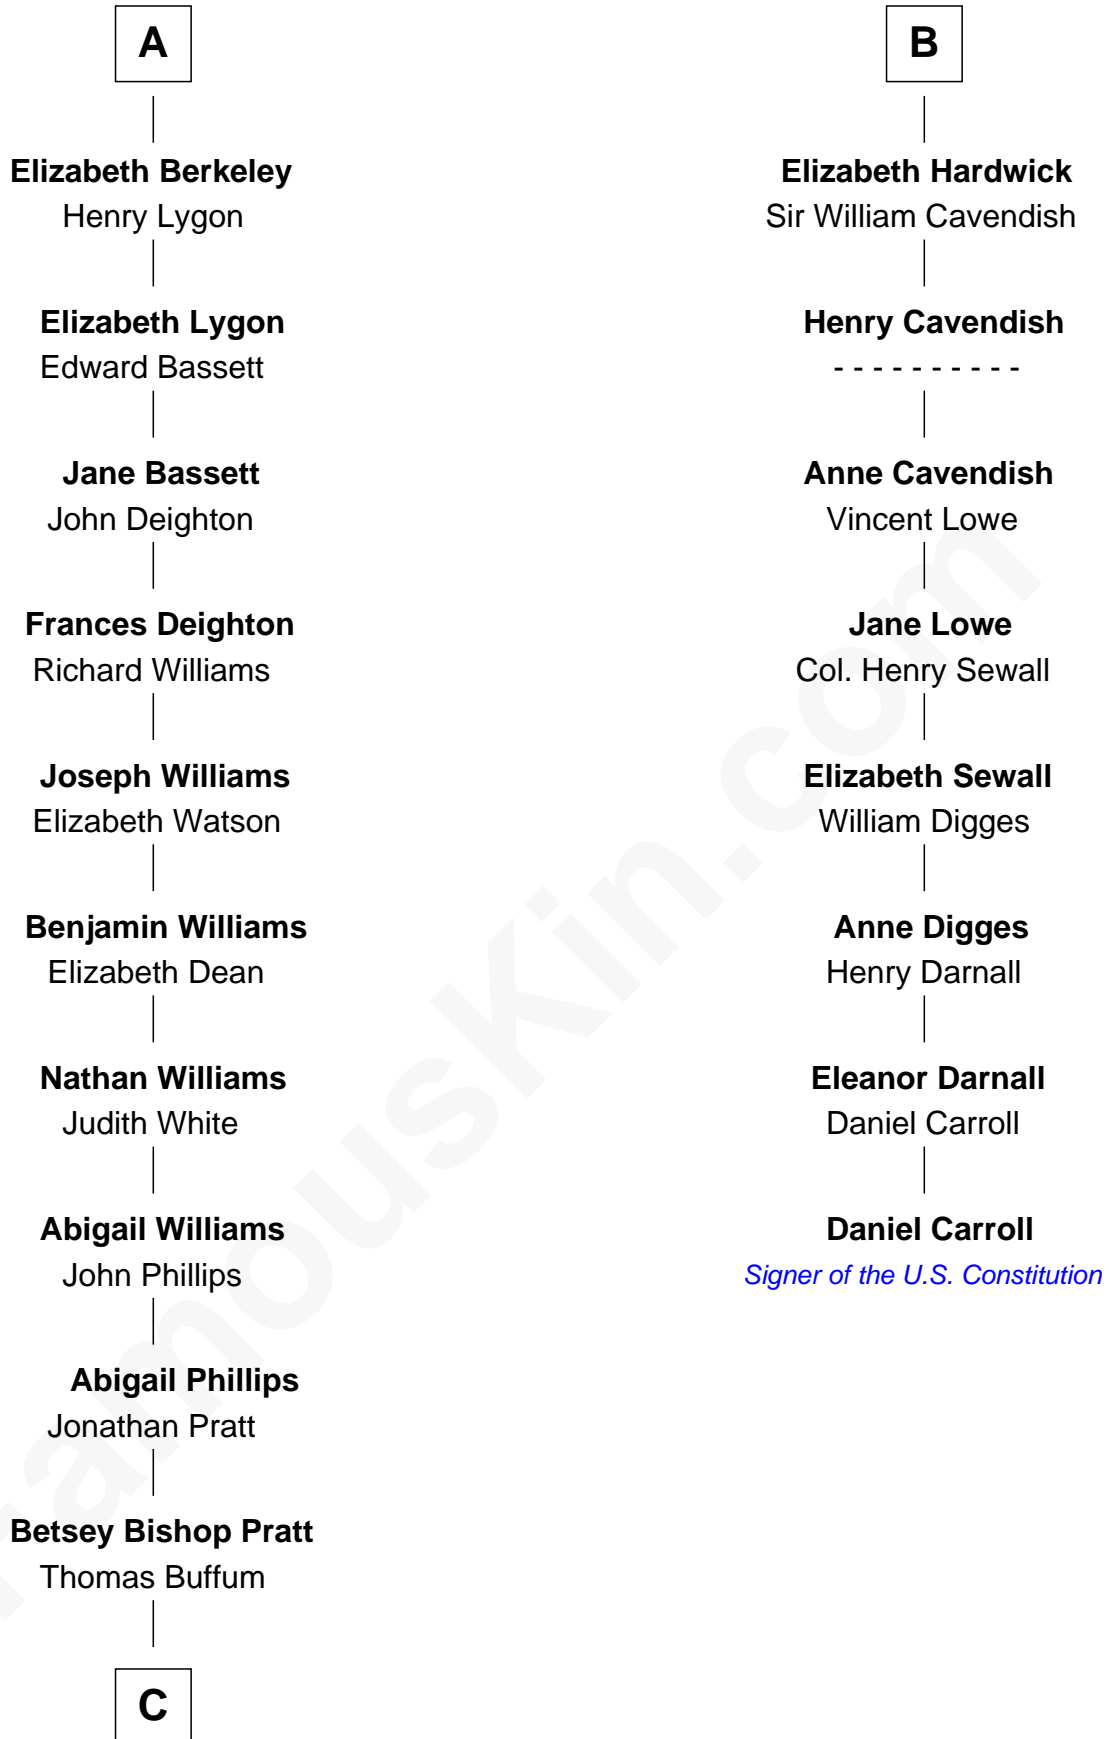 A
Elizabeth Berkeley
Henry Lygon
Elizabeth Lygon
Edward Bassett
Jane Bassett
John Deighton
Frances Deighton
Richard Williams
Joseph Williams
Elizabeth Watson
Benjamin Williams
Elizabeth Dean
Nathan Williams
Judith White
Abigail Williams
John Phillips
Abigail Phillips
Jonathan Pratt
Betsey Bishop Pratt
Thomas Buffum
C
B
Elizabeth Hardwick
Sir William Cavendish
Henry Cavendish
- - - - - - - - - -
Anne Cavendish
Vincent Lowe
Jane Lowe
Col. Henry Sewall
Elizabeth Sewall
William Digges
Anne Digges
Henry Darnall
Eleanor Darnall
Daniel Carroll
Daniel Carroll
Signer of the U.S. Constitution
FamousKin.com